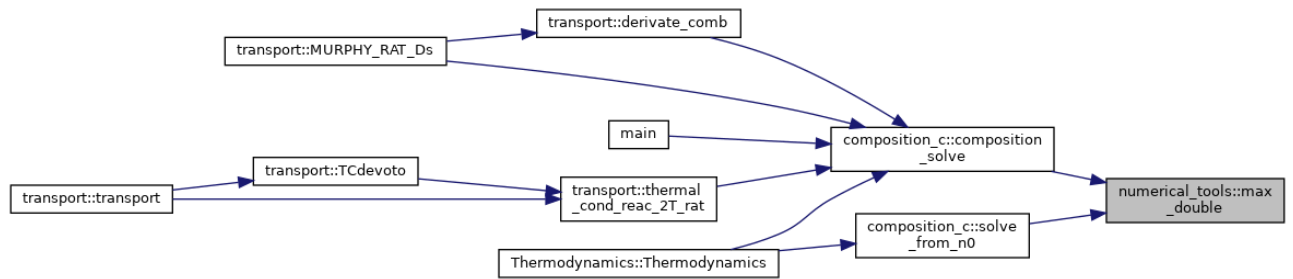 transport::derivate_comb
transport::MURPHY_RAT_Ds
main
composition_c::composition
_solve
transport::TCdevoto
transport::thermal
_cond_reac_2T_rat
transport::transport
numerical_tools::max
_double
composition_c::solve
_from_n0
Thermodynamics::Thermodynamics